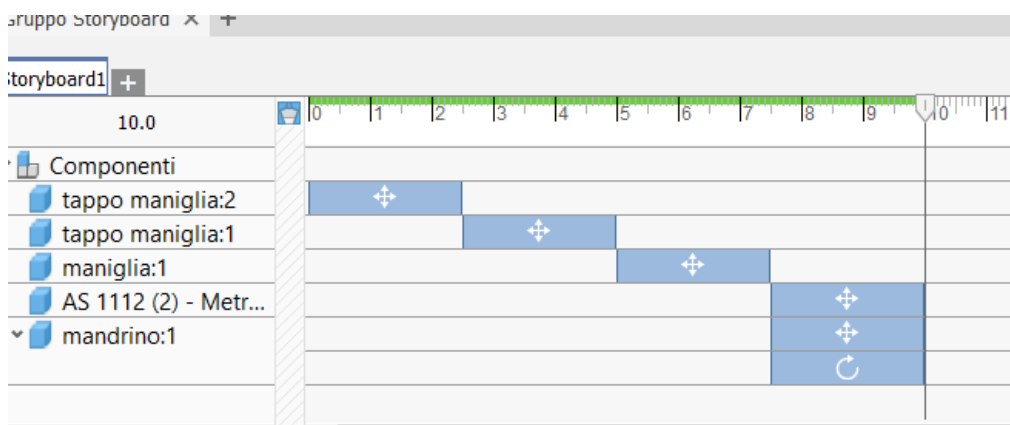 Gruppo Storyboard × +
Storyboard1 +
10.0 0 1 2 3 4 5 6 7 8 9 10 11
Componenti
tappo maniglia:2
tappo maniglia:1
maniglia:1
AS 1112 (2) - Metr...
mandrino:1